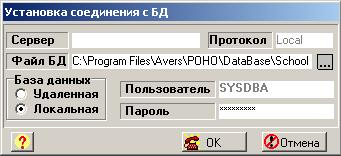 Установка соединения с БД
Сервер
Протокол Local
Файл БД C:\Program Files\Avers\POHO\DataBase\School ...
База данных
Удаленная
Локальная
Пользователь SYSDBA
Пароль *********
? OK Отмена